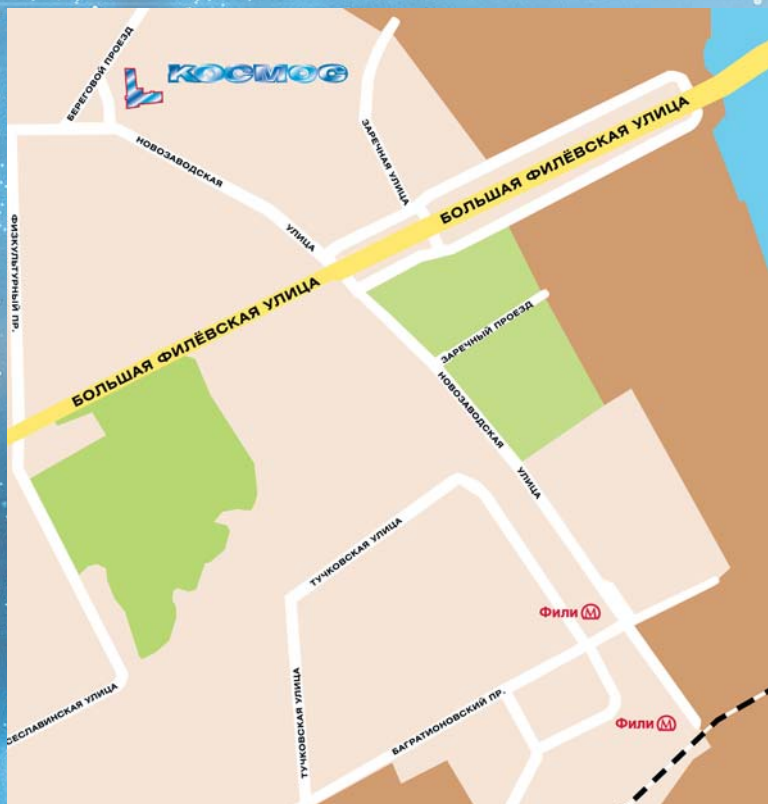 БЕРЕГОВОЙ ПРОЕЗД
КОСМОС
НОВОЗАВОДСКАЯ
УЛИЦА
ЗАРЕЧНАЯ УЛИЦА
БОЛЬШАЯ ФИЛЁВСКАЯ УЛИЦА
ФИЗКУЛЬТУРНЫЙ ПР.
БОЛЬШАЯ ФИЛЁВСКАЯ УЛИЦА
ЗАРЕЧНЫЙ ПРОЕЗД
НОВОЗАВОДСКАЯ
УЛИЦА
ТУЧКОВСКАЯ УЛИЦА
Фили М
СЕСЛАВИНСКАЯ УЛИЦА
ТУЧКОВСКАЯ УЛИЦА
БАГРАТИОНОВСКИЙ ПР.
Фили М